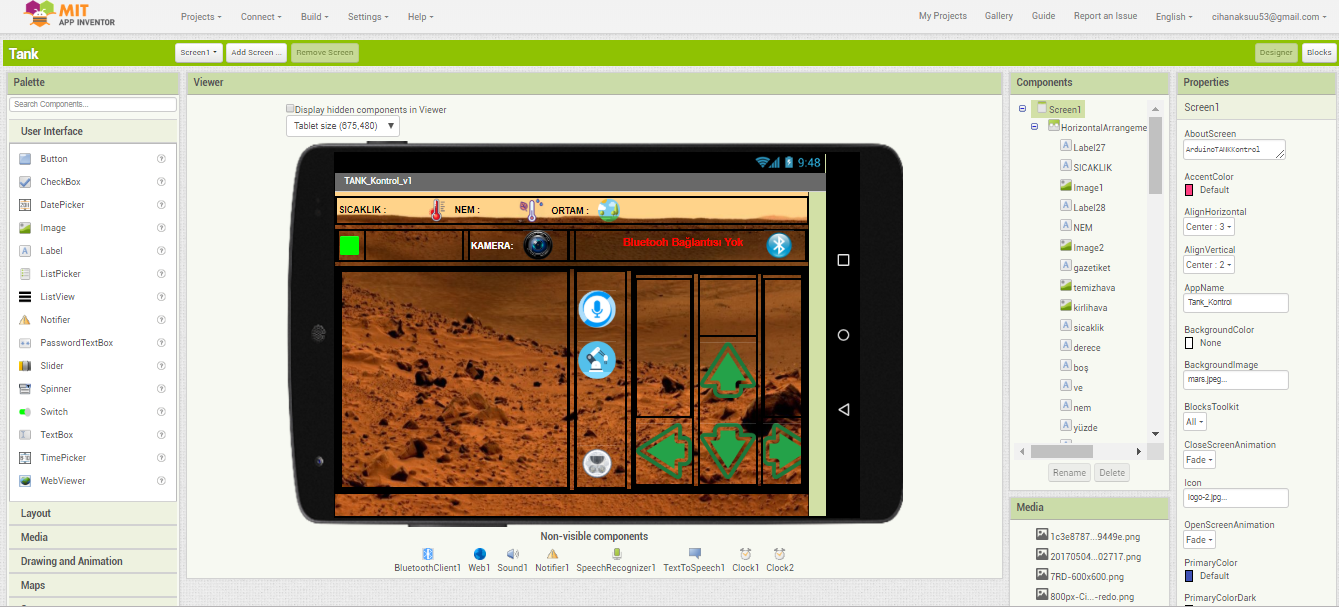 MIT
APP INVENTOR
Projects Connect Build Settings Help
My Projects Gallery Guide Report an Issue English cihanaksuu53@gmail.com
Tank
Screen1 Add Screen ... Remove Screen
Designer Blocks
Palette
Search Components...
User Interface
Button
CheckBox
DatePicker
Image
Label
ListPicker
ListView
Notifier
PasswordTextBox
Slider
Spinner
Switch
TextBox
TimePicker
WebViewer
Layout
Media
Drawing and Animation
Maps
Viewer
Display hidden components in Viewer
Tablet size (675,480)
9:48
TANK_Kontrol_v1
SICAKLIK : NEM : ORTAM :
KAMERA: Bluetooh Bağlantısı Yok
Non-visible components
BluetoothClient1 Web1 Sound1 Notifier1 SpeechRecognizer1 TextToSpeech1 Clock1 Clock2
Components
Screen1
HorizontalArrangeme
Label27
SICAKLIK
Image1
Label28
NEM
Image2
gazetiket
temizhava
kirlihava
sicaklik
derece
boş
ve
nem
yüzde
Rename Delete
Media
1c3e8787...9449e.png
20170504...02717.png
7RD-600x600.png
800px-Ci...-redo.png
Properties
Screen1
AboutScreen
ArduinoTANKKontrol
AccentColor
Default
AlignHorizontal
Center : 3
AlignVertical
Center : 2
AppName
Tank_Kontrol
BackgroundColor
None
BackgroundImage
mars.jpeg...
BlocksToolkit
All
CloseScreenAnimation
Fade
Icon
logo-2.jpg...
OpenScreenAnimation
Fade
PrimaryColor
Default
PrimaryColorDark